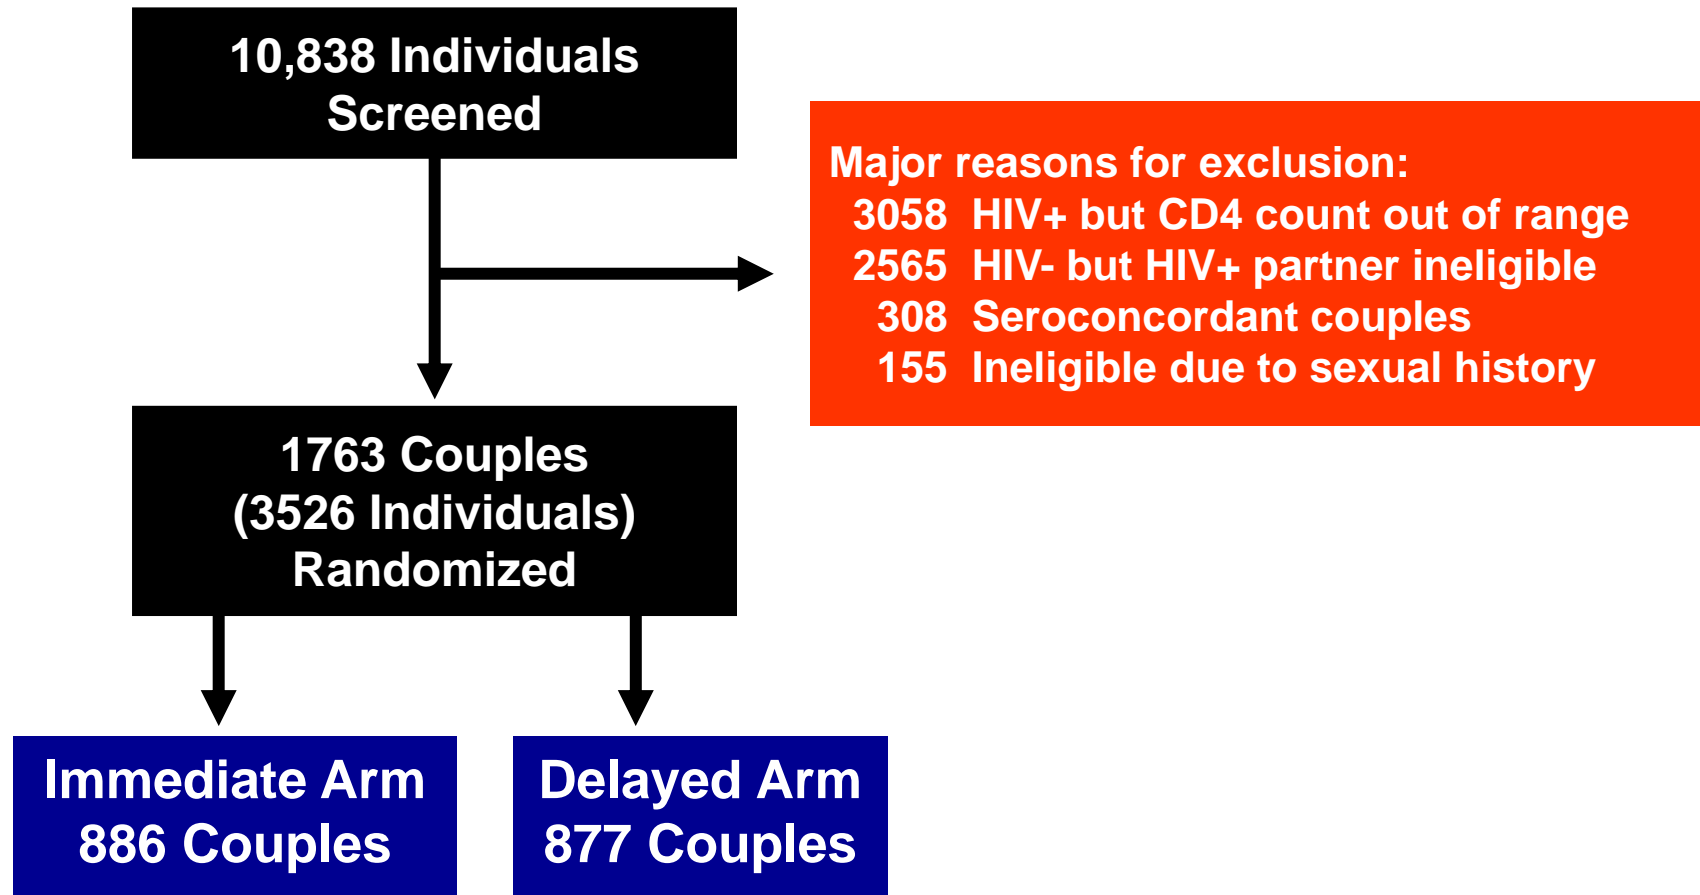 10,838 Individuals
Screened
Major reasons for exclusion:
3058 HIV+ but CD4 count out of range
2565 HIV- but HIV+ partner ineligible
308 Seroconcordant couples
155 Ineligible due to sexual history
1763 Couples
(3526 Individuals)
Randomized
Immediate Arm
886 Couples
Delayed Arm
877 Couples